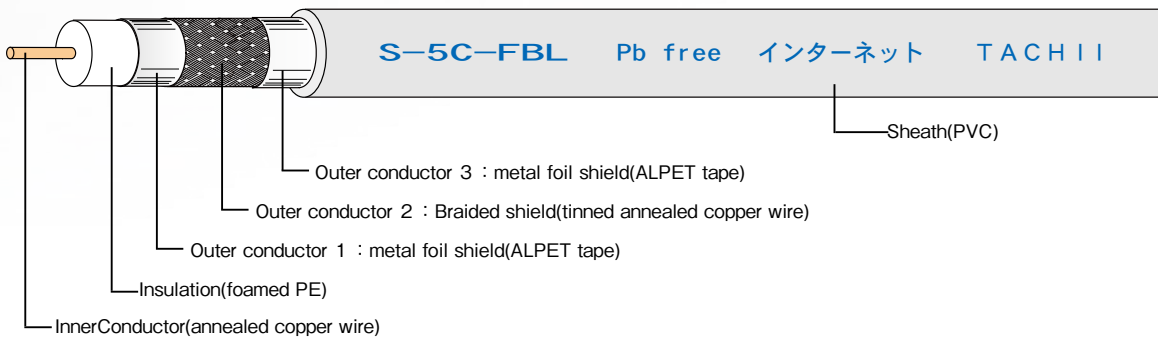 S-5C-FBL Pb free インターネット TACHII
Sheath(PVC)
Outer conductor 3 : metal foil shield(ALPET tape)
Outer conductor 2 : Braided shield(tinned annealed copper wire)
Outer conductor 1 : metal foil shield(ALPET tape)
Insulation(foamed PE)
InnerConductor(annealed copper wire)